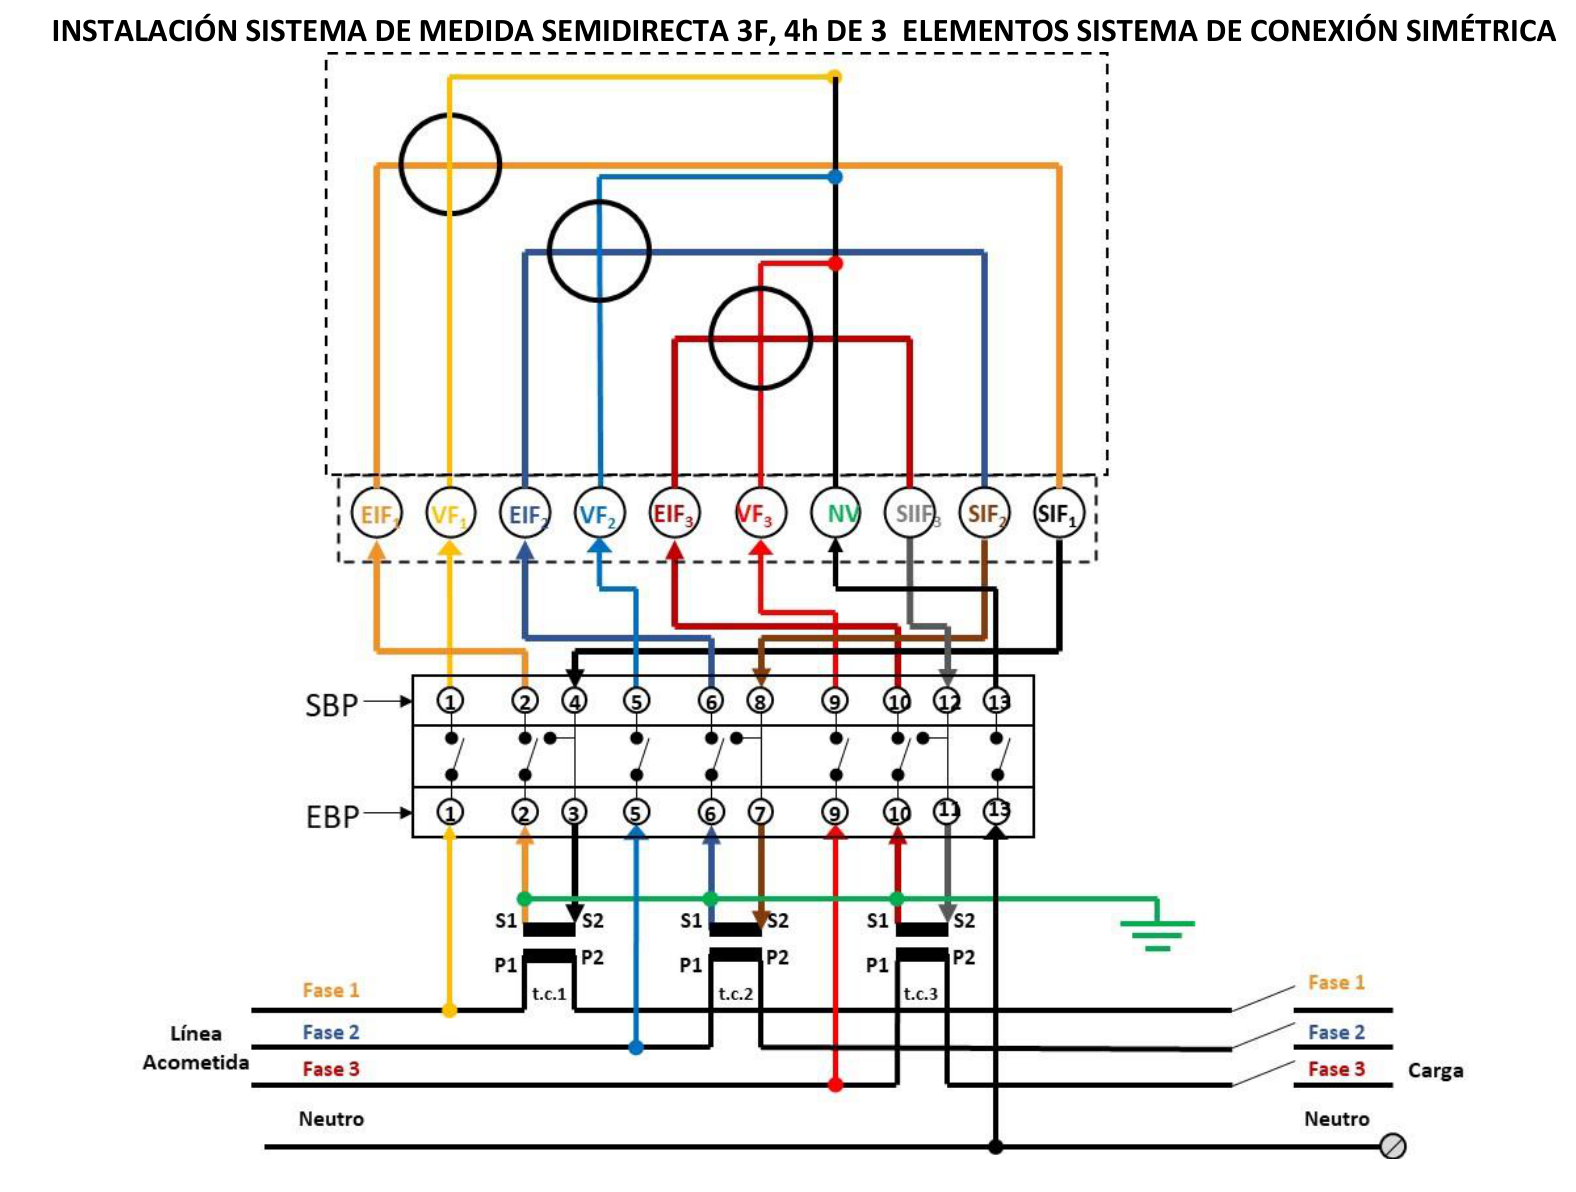 INSTALACIÓN SISTEMA DE MEDIDA SEMIDIRECTA 3F, 4h DE 3 ELEMENTOS SISTEMA DE CONEXIÓN SIMÉTRICA
EIF1 VF1 EIF2 VF2 EIF3 VF3 NV SIIF3 SIF2 SIF1
SBP 1 2 4 5 6 8 9 10 12 13
EBP 1 2 3 5 6 7 9 10 11 13
S1 S2 S1 S2 S1 S2
P1 P2 P1 P2 P1 P2
t.c.1 t.c.2 t.c.3
Fase 1 Fase 1
Línea Acometida
Fase 2 Fase 2
Fase 3 Fase 3 Carga
Neutro Neutro